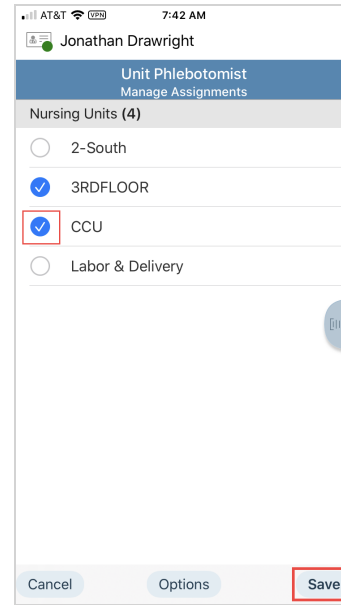 AT&T VPN 7:42 AM
Jonathan Drawright
Unit Phlebotomist
Manage Assignments
Nursing Units (4)
2-South
3RDFLOOR
CCU
Labor & Delivery
Cancel Options Save